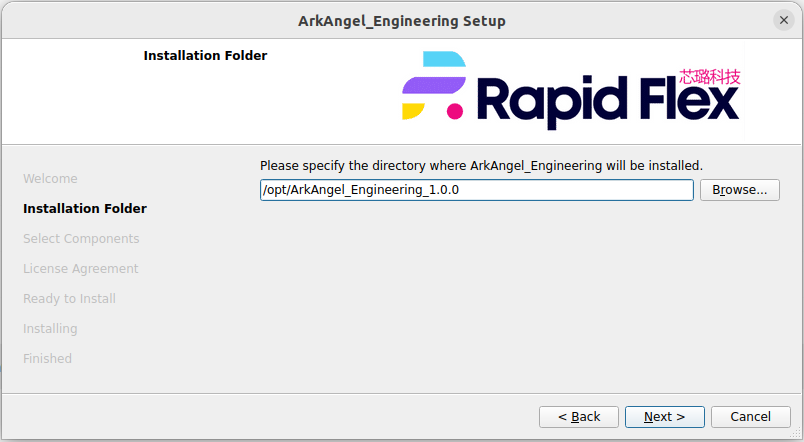 ArkAngel_Engineering Setup
Installation Folder
芯璐科技
Rapid Flex
Welcome
Installation Folder
Select Components
License Agreement
Ready to Install
Installing
Finished
Please specify the directory where ArkAngel_Engineering will be installed.
/opt/ArkAngel_Engineering_1.0.0
Browse...
< Back
Next >
Cancel